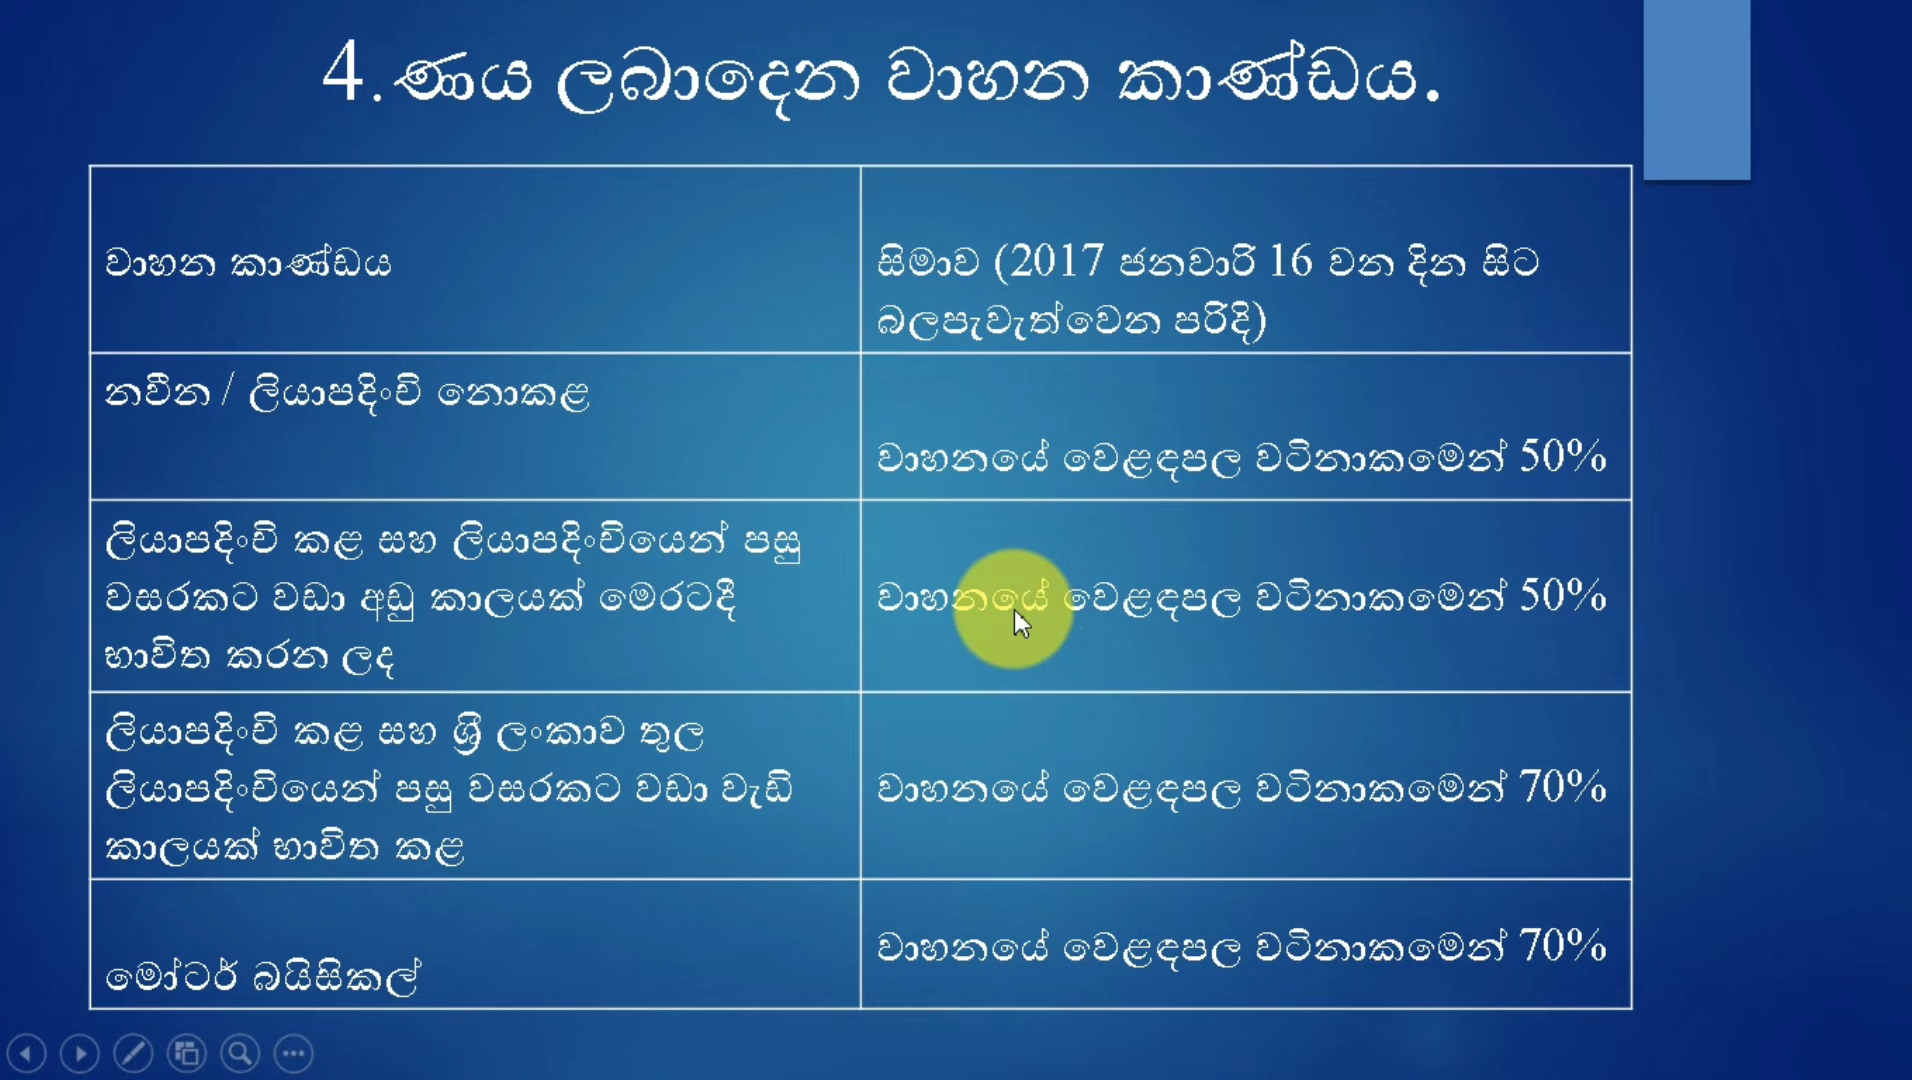 4.ණය ලබාදෙන වාහන කාණ්ඩය.
වාහන කාණ්ඩය
සිමාව (2017 ජනවාරි 16 වන දින සිට
බලපැවැත්වෙන පරිදි)
නවීන / ලියාපදිංචි නොකළ
වාහනයේ වෙළඳපල වටිනාකමෙන් 50%
ලියාපදිංචි කළ සහ ලියාපදිංචියෙන් පසු
වසරකට වඩා අඩු කාලයක් මෙරටදී
භාවිත කරන ලද
වාහනයේ වෙළඳපල වටිනාකමෙන් 50%
ලියාපදිංචි කළ සහ ශ්‍රී ලංකාව තුල
ලියාපදිංචියෙන් පසු වසරකට වඩා වැඩි
කාලයක් භාවිත කළ
වාහනයේ වෙළඳපල වටිනාකමෙන් 70%
මෝටර් බයිසිකල්
වාහනයේ වෙළඳපල වටිනාකමෙන් 70%